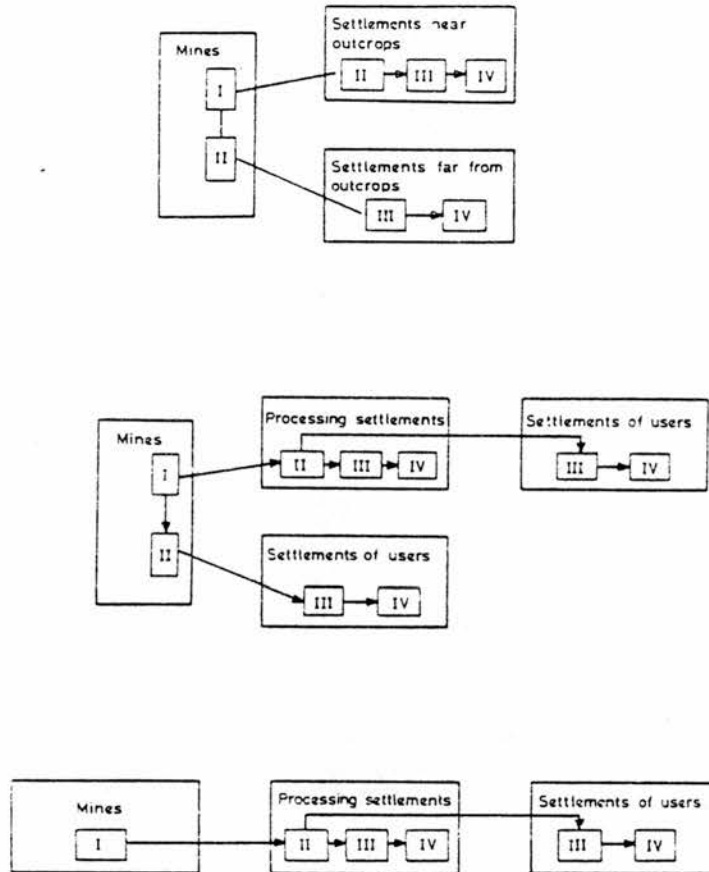 Mines
I
II
Settlements near
outcrops
II III IV
Settlements far from
outcrops
III IV
Mines
I
II
Processing settlements
II III IV
Settlements of users
III IV
Settlements of users
III IV
Mines
I
Processing settlements
II III IV
Settlements of users
III IV